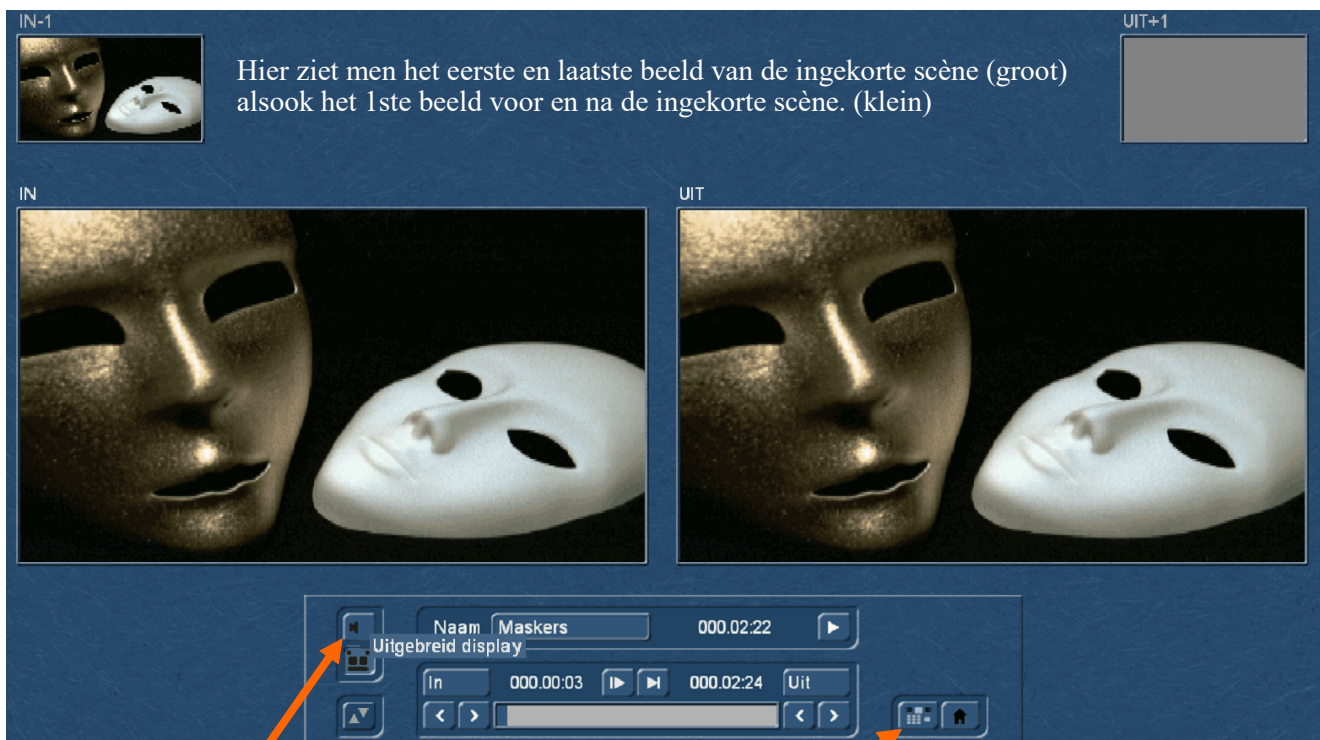 IN-1
UIT+1
Hier ziet men het eerste en laatste beeld van de ingekorte scène (groot)
alsook het 1ste beeld voor en na de ingekorte scène. (klein)
IN
UIT
Naam Maskers 000.02:22
Uitgebreid display
In 000.00:03 000.02:24 Uit